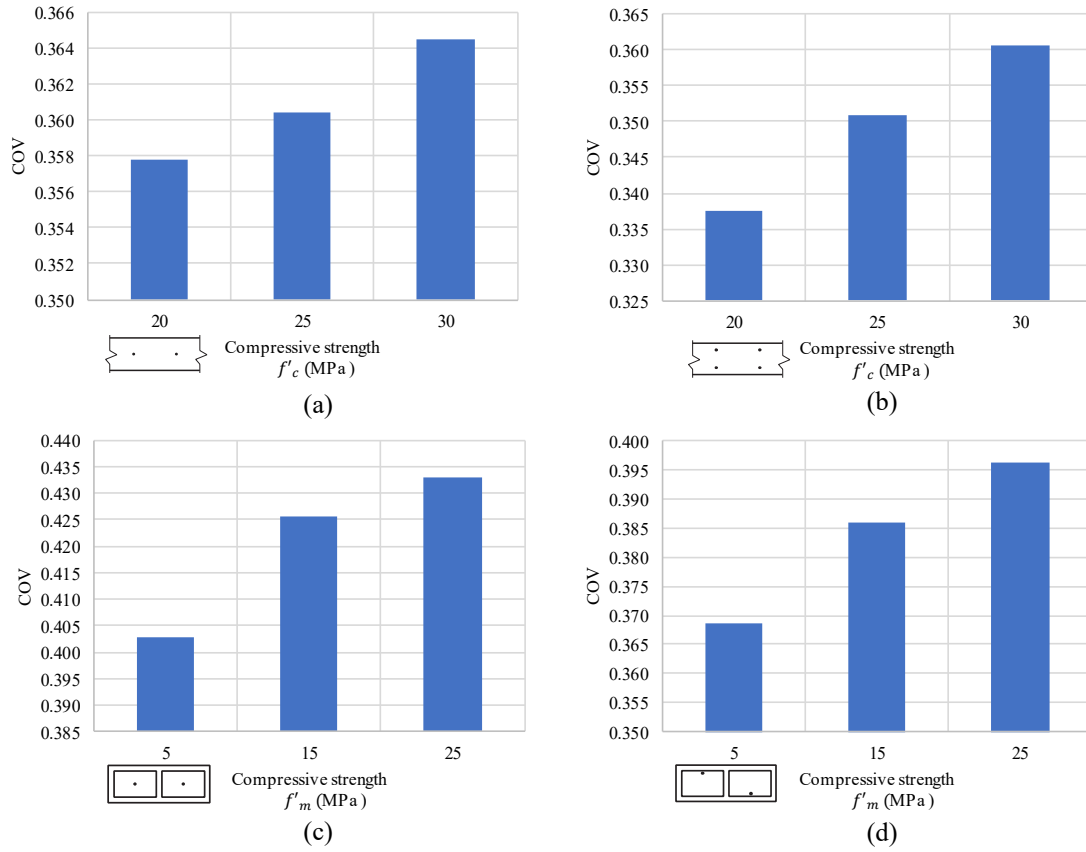 0.366
0.364
0.362
0.360
0.358
0.356
0.354
0.352
0.350
COV
20 25 30
Compressive strength
f'c (MPa )
(a)
0.365
0.360
0.355
0.350
0.345
0.340
0.335
0.330
0.325
COV
20 25 30
Compressive strength
f'c (MPa )
(b)
0.440
0.435
0.430
0.425
0.420
0.415
0.410
0.405
0.400
0.395
0.390
0.385
COV
5 15 25
Compressive strength
f'm (MPa )
(c)
0.400
0.395
0.390
0.385
0.380
0.375
0.370
0.365
0.360
0.355
0.350
COV
5 15 25
Compressive strength
f'm (MPa )
(d)